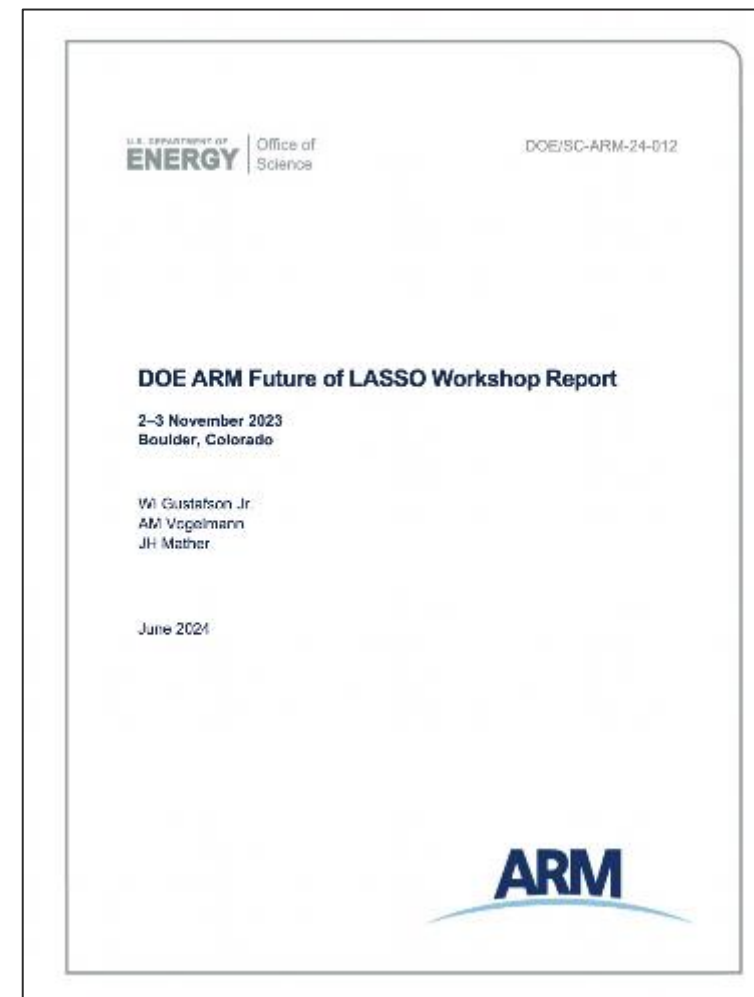 U.S. DEPARTMENT OF
ENERGY
Office of
Science
DOE/SC-ARM-24-012
DOE ARM Future of LASSO Workshop Report
2–3 November 2023
Boulder, Colorado
WI Gustafson Jr.
AM Vogelmann
JH Mather
June 2024
ARM